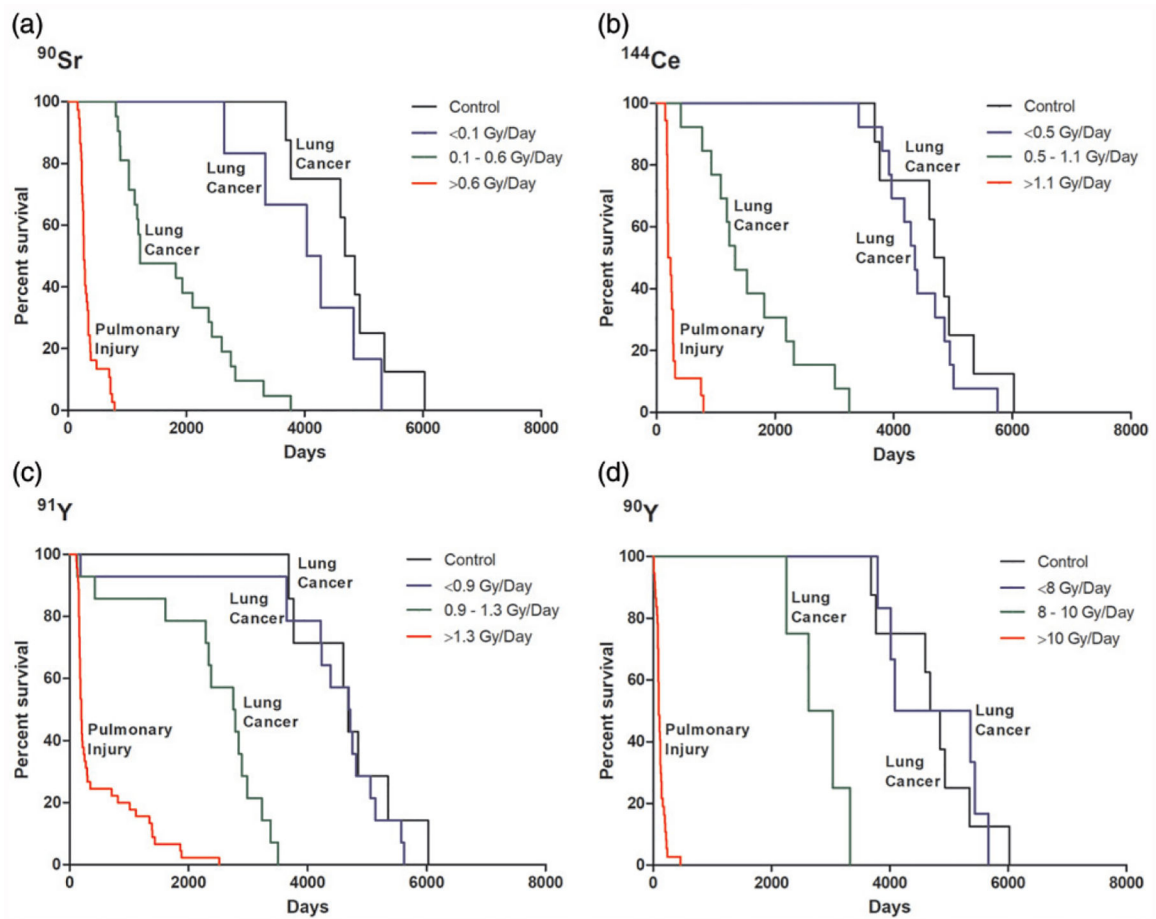 (a)
90Sr
100
80
60
40
20
0
Percent survival
0 2000 4000 6000 8000
Days
Control
<0.1 Gy/Day
0.1 - 0.6 Gy/Day
>0.6 Gy/Day
Lung
Cancer
Lung
Cancer
Lung
Cancer
Pulmonary
Injury
(b)
144Ce
100
80
60
40
20
0
Percent survival
0 2000 4000 6000 8000
Days
Control
<0.5 Gy/Day
0.5 - 1.1 Gy/Day
>1.1 Gy/Day
Lung
Cancer
Lung
Cancer
Lung
Cancer
Pulmonary
Injury
(c)
91Y
100
80
60
40
20
0
Percent survival
0 2000 4000 6000 8000
Days
Control
<0.9 Gy/Day
0.9 - 1.3 Gy/Day
>1.3 Gy/Day
Lung
Cancer
Lung
Cancer
Lung
Cancer
Pulmonary
Injury
(d)
90Y
100
80
60
40
20
0
Percent survival
0 2000 4000 6000 8000
Days
Control
<8 Gy/Day
8 - 10 Gy/Day
>10 Gy/Day
Lung
Cancer
Lung
Cancer
Lung
Cancer
Pulmonary
Injury